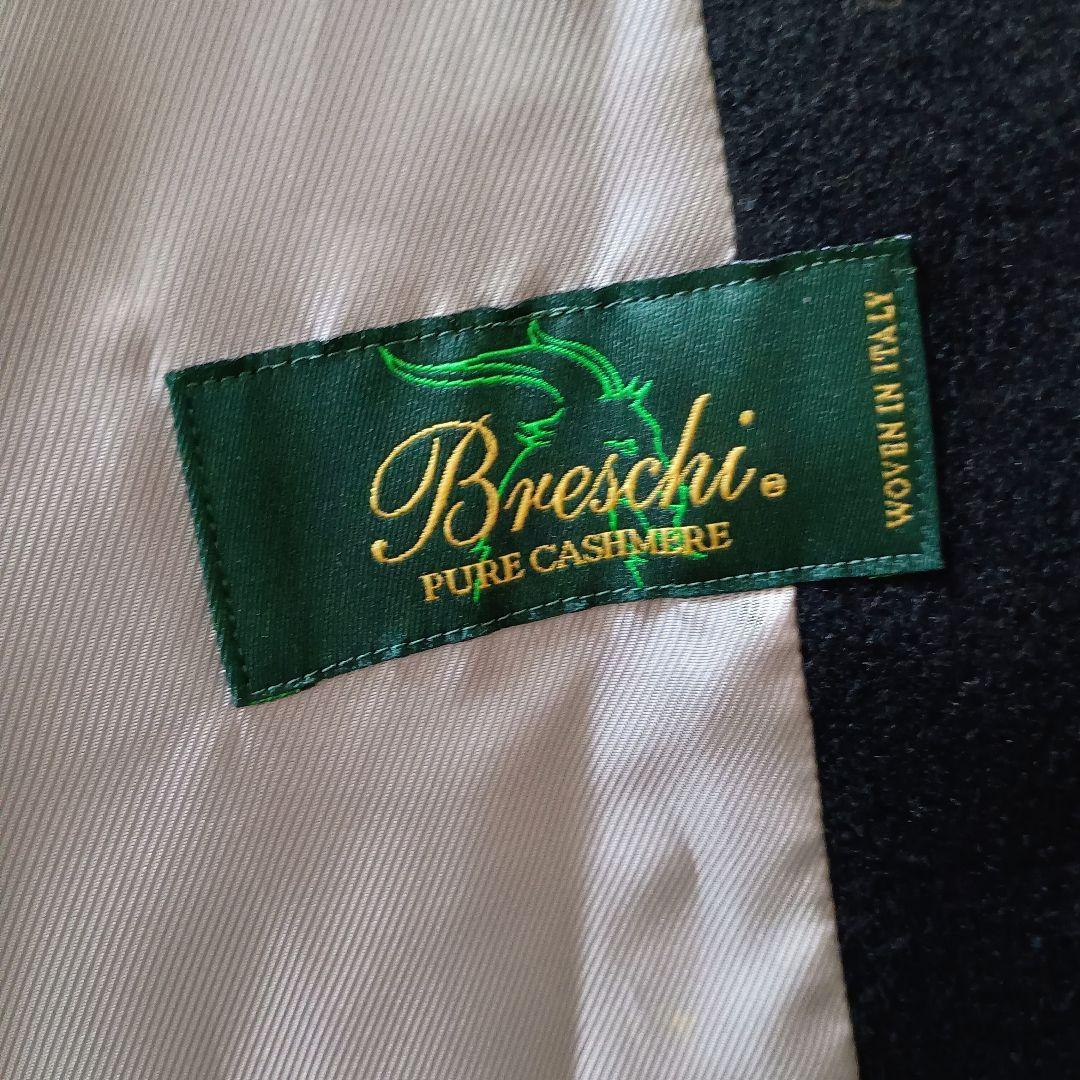 Breschi®
PURE CASHMERE
WOVEN IN ITALY